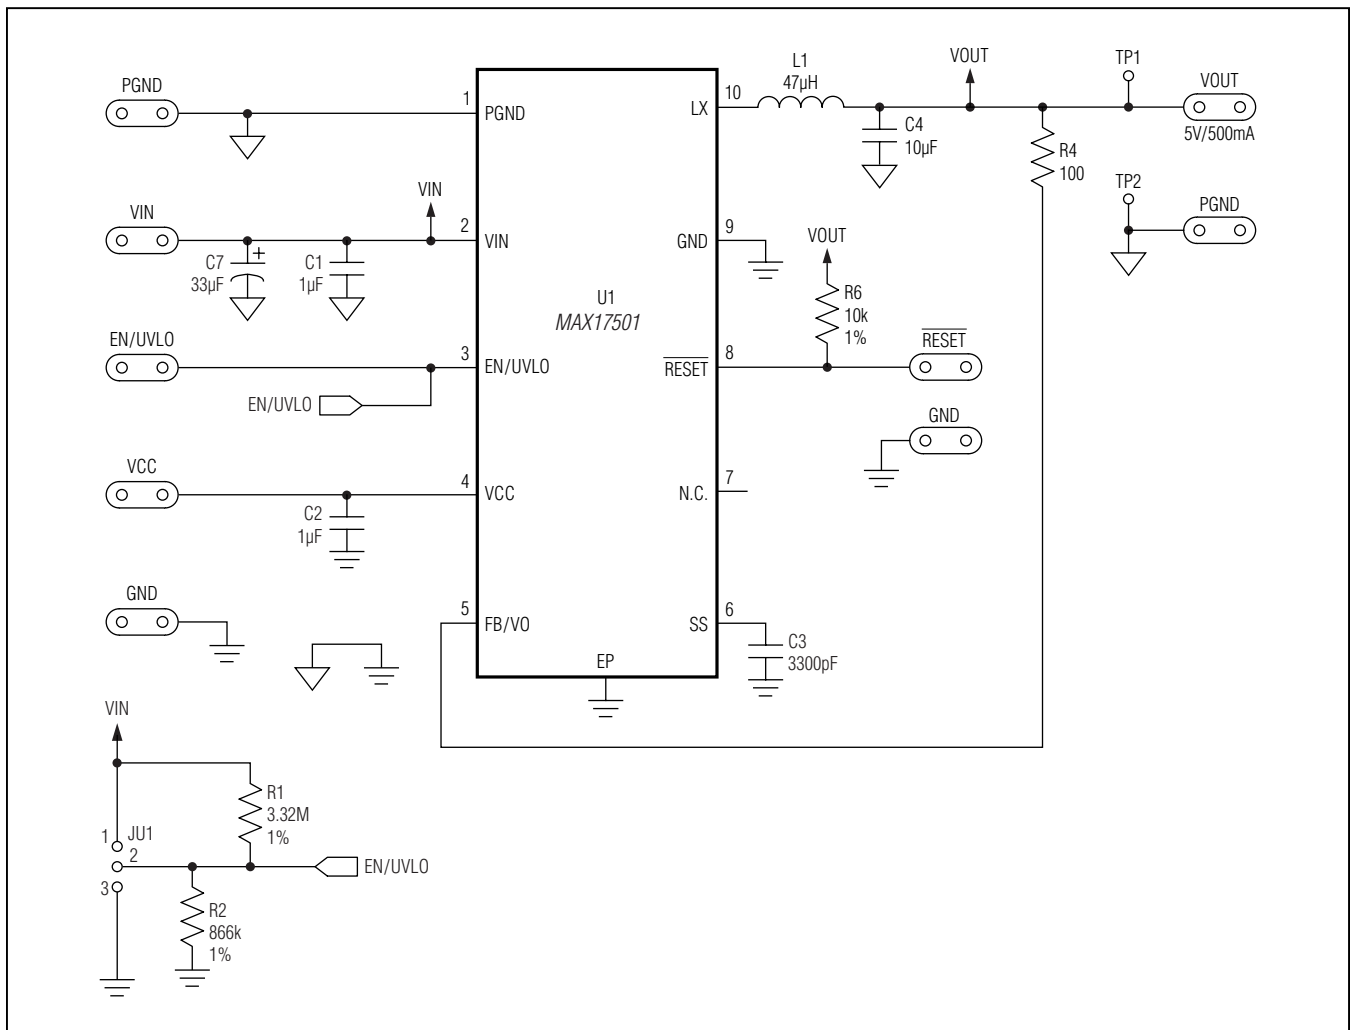 PGND
1
PGND
VIN
VIN
2
VIN
C7
33µF
+
C1
1µF
EN/UVLO
3
EN/UVLO
EN/UVLO
VCC
4
VCC
C2
1µF
GND
5
FB/VO
U1
MAX17501
EP
10
LX
L1
47µH
C4
10µF
VOUT
TP1
VOUT
5V/500mA
R4
100
TP2
PGND
9
GND
VOUT
R6
10k
1%
8
RESET
RESET
GND
7
N.C.
6
SS
C3
3300pF
VIN
R1
3.32M
1%
1
JU1
2
3
EN/UVLO
R2
866k
1%